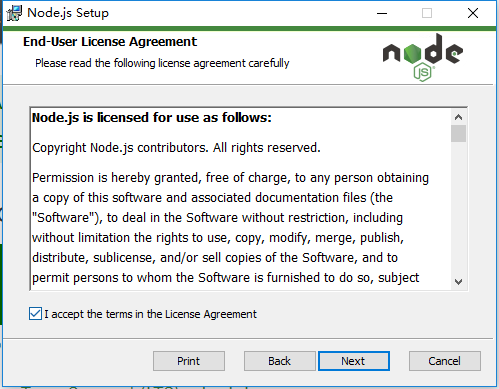 Node.js Setup
End-User License Agreement
Please read the following license agreement carefully
node
JS
Node.js is licensed for use as follows:
Copyright Node.js contributors. All rights reserved.
Permission is hereby granted, free of charge, to any person obtaining
a copy of this software and associated documentation files (the
"Software"), to deal in the Software without restriction, including
without limitation the rights to use, copy, modify, merge, publish,
distribute, sublicense, and/or sell copies of the Software, and to
permit persons to whom the Software is furnished to do so, subject
I accept the terms in the License Agreement
Print
Back
Next
Cancel